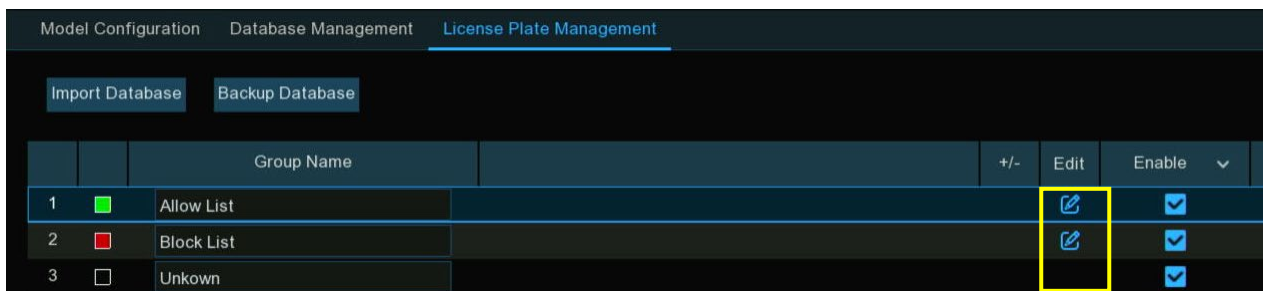 Model Configuration Database Management License Plate Management
Import Database Backup Database
Group Name +/- Edit Enable
1 Allow List
2 Block List
3 Unkown